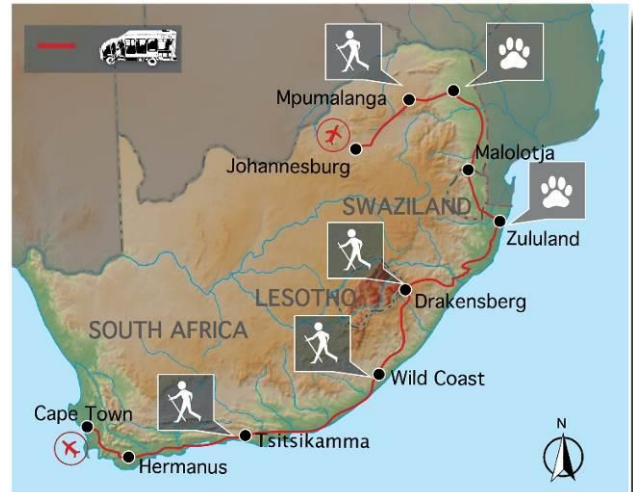 Mpumalanga
Johannesburg
Malolotja
SWAZILAND
Zululand
LESOTHO
Drakensberg
SOUTH AFRICA
Wild Coast
Cape Town
Tsitsikamma
Hermanus
N